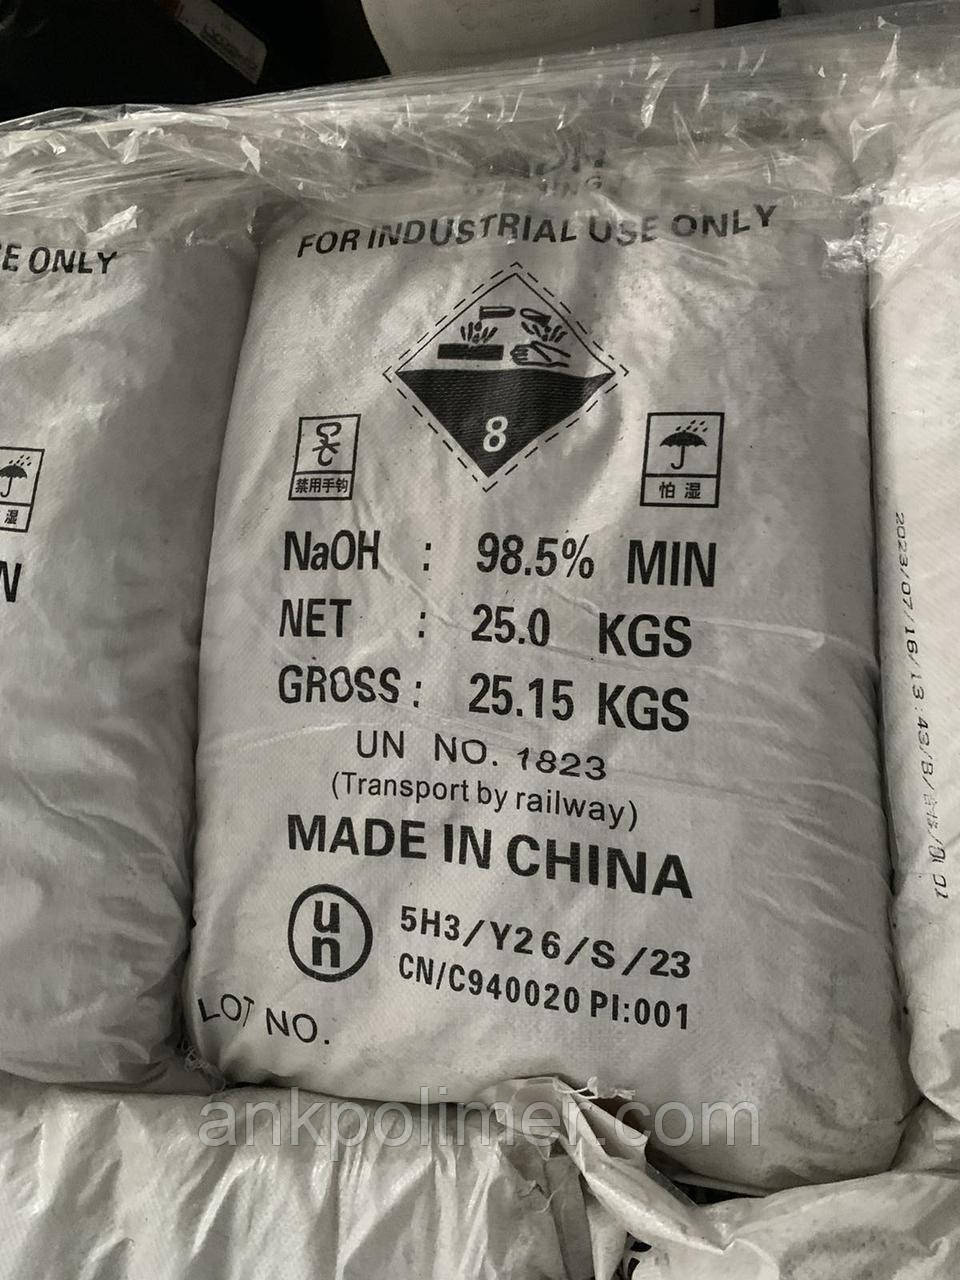 FOR INDUSTRIAL USE ONLY
E ONLY
8
禁用手钩
怕 湿
湿
NaOH : 98.5% MIN
N
NET : 25.0 KGS
GROSS : 25.15 KGS
UN NO. 1823
(Transport by railway)
MADE IN CHINA
un
5H3/Y26/S/23
CN/C940020 PI:001
LOT NO.
ankpolimer.com